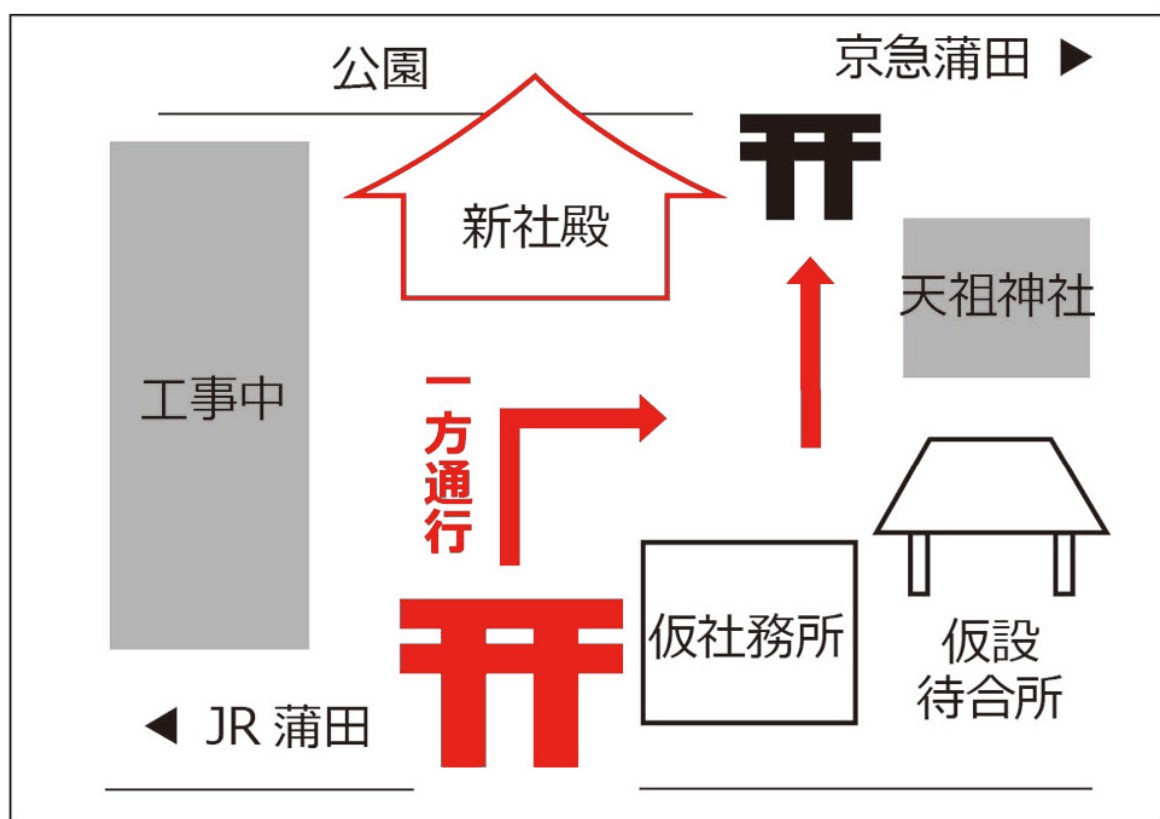 公園
京急蒲田 ▶
新社殿
天祖神社
工事中
一方通行
仮社務所
仮設
待合所
◀ JR 蒲田